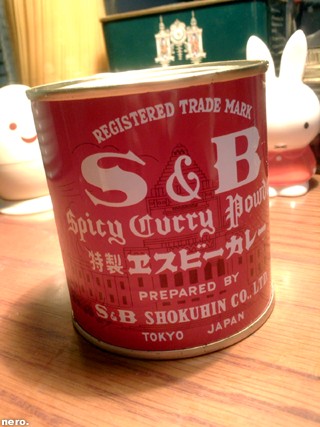 REGISTERED TRADE MARK
S&B
Spicy Curry Powd
特製 ヱスビーカレー
PREPARED BY
S&B SHOKUHIN CO., LTD
TOKYO JAPAN
nero.